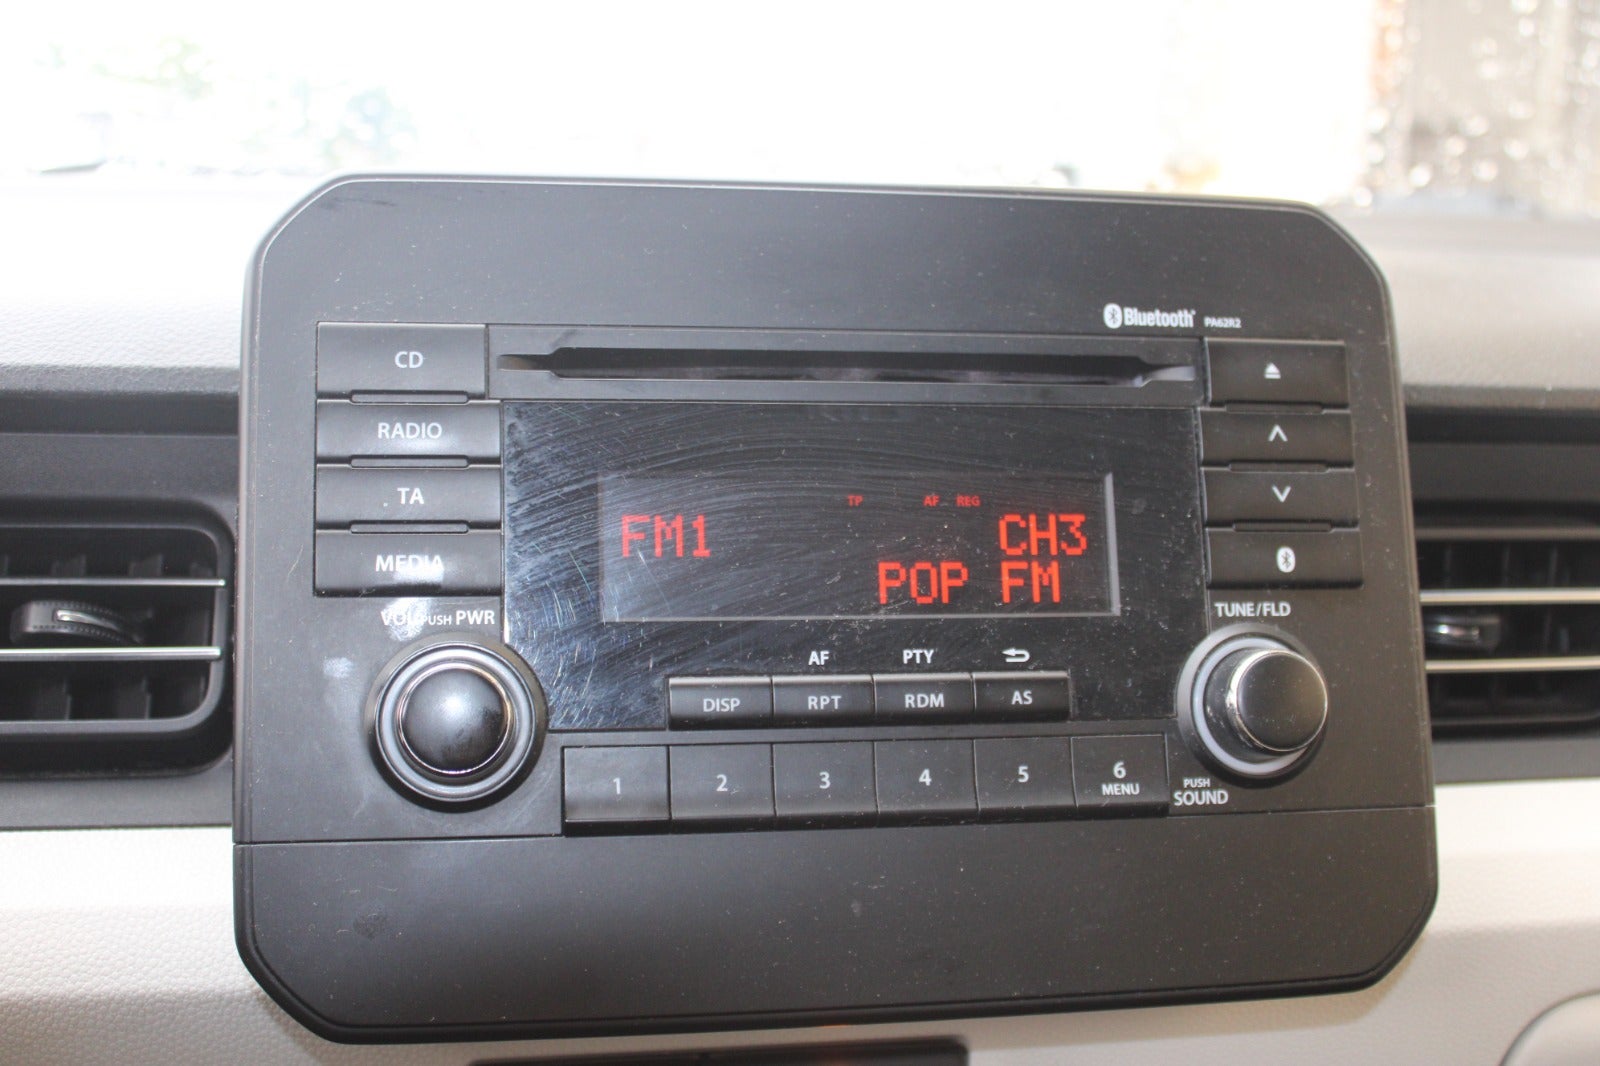 Bluetooth PA62R2
CD
RADIO
TA
MEDIA
TP AF REG
FM1 CH3
POP FM
VOL PUSH PWR
TUNE/FLD
AF PTY
DISP RPT RDM AS
1 2 3 4 5 6
MENU
PUSH
SOUND